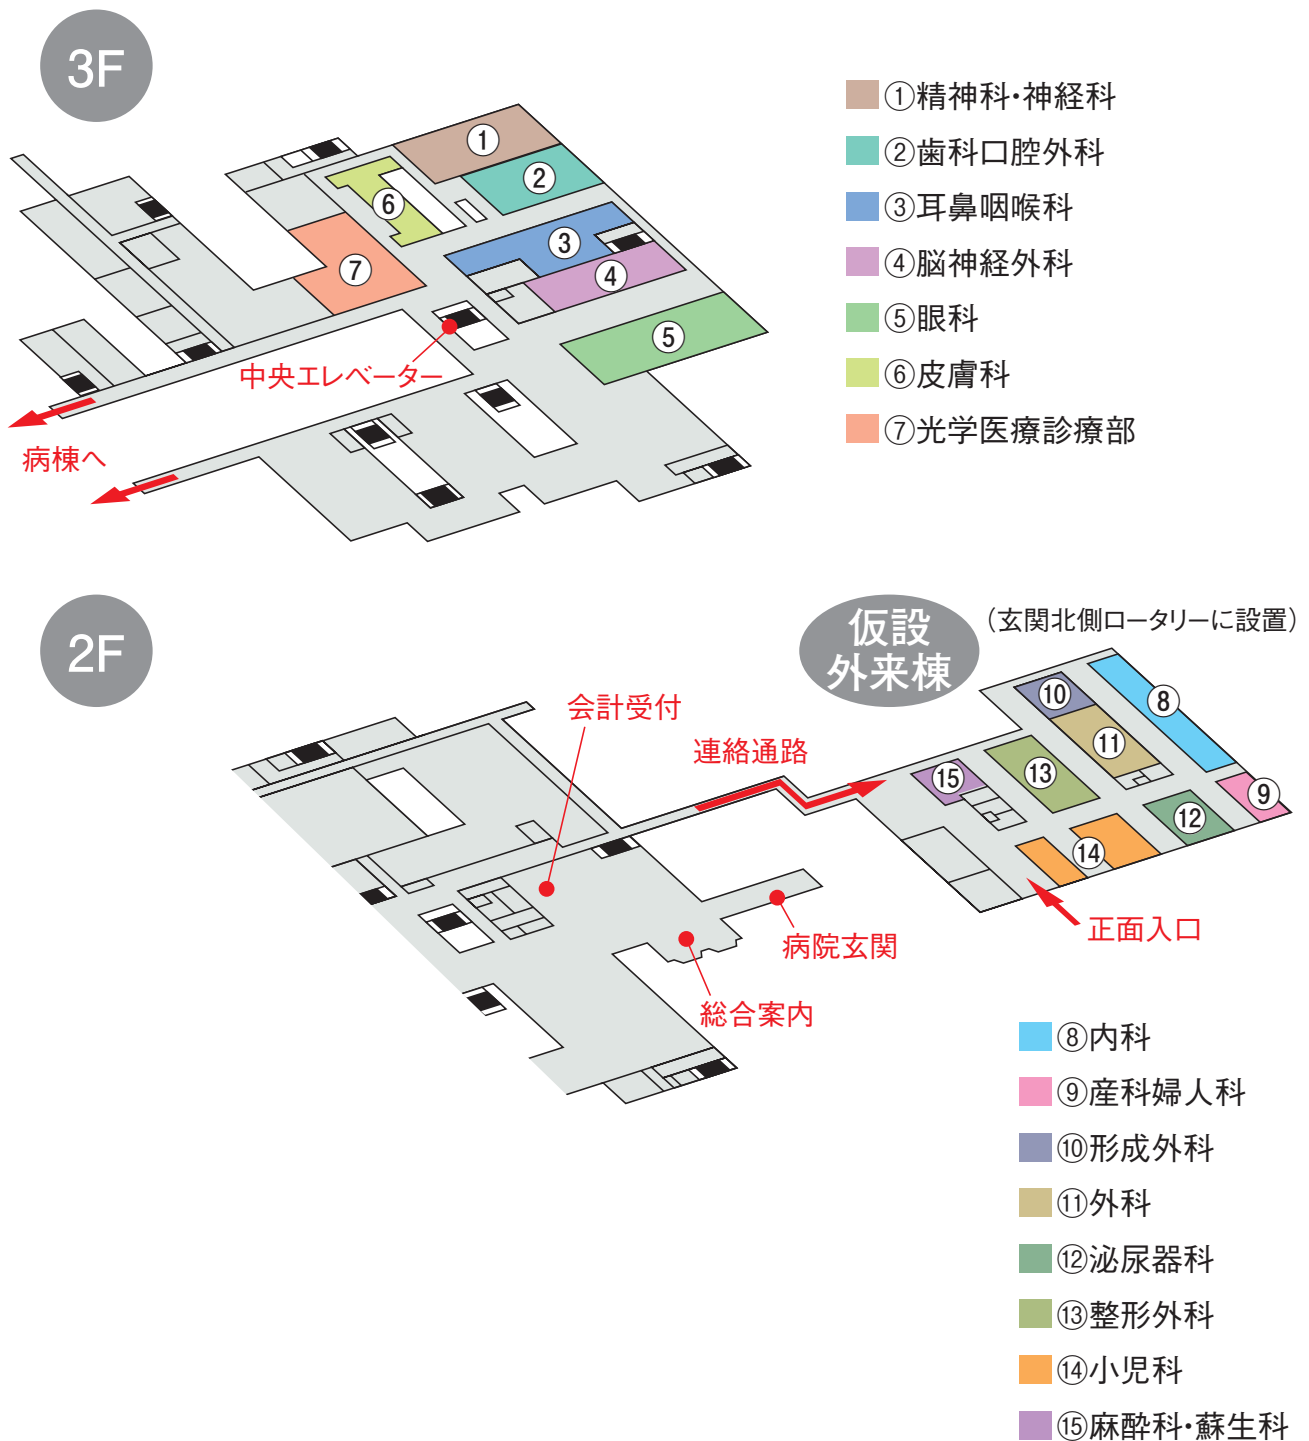 3F
①精神科・神経科
②歯科口腔外科
③耳鼻咽喉科
④脳神経外科
⑤眼科
⑥皮膚科
⑦光学医療診療部
①
②
③
④
⑤
⑥
⑦
中央エレベーター
病棟へ
2F
仮設
外来棟
（玄関北側ロータリーに設置）
会計受付
連絡通路
病院玄関
総合案内
正面入口
⑧
⑨
⑩
⑪
⑫
⑬
⑭
⑮
⑧内科
⑨産科婦人科
⑩形成外科
⑪外科
⑫泌尿器科
⑬整形外科
⑭小児科
⑮麻酔科・蘇生科